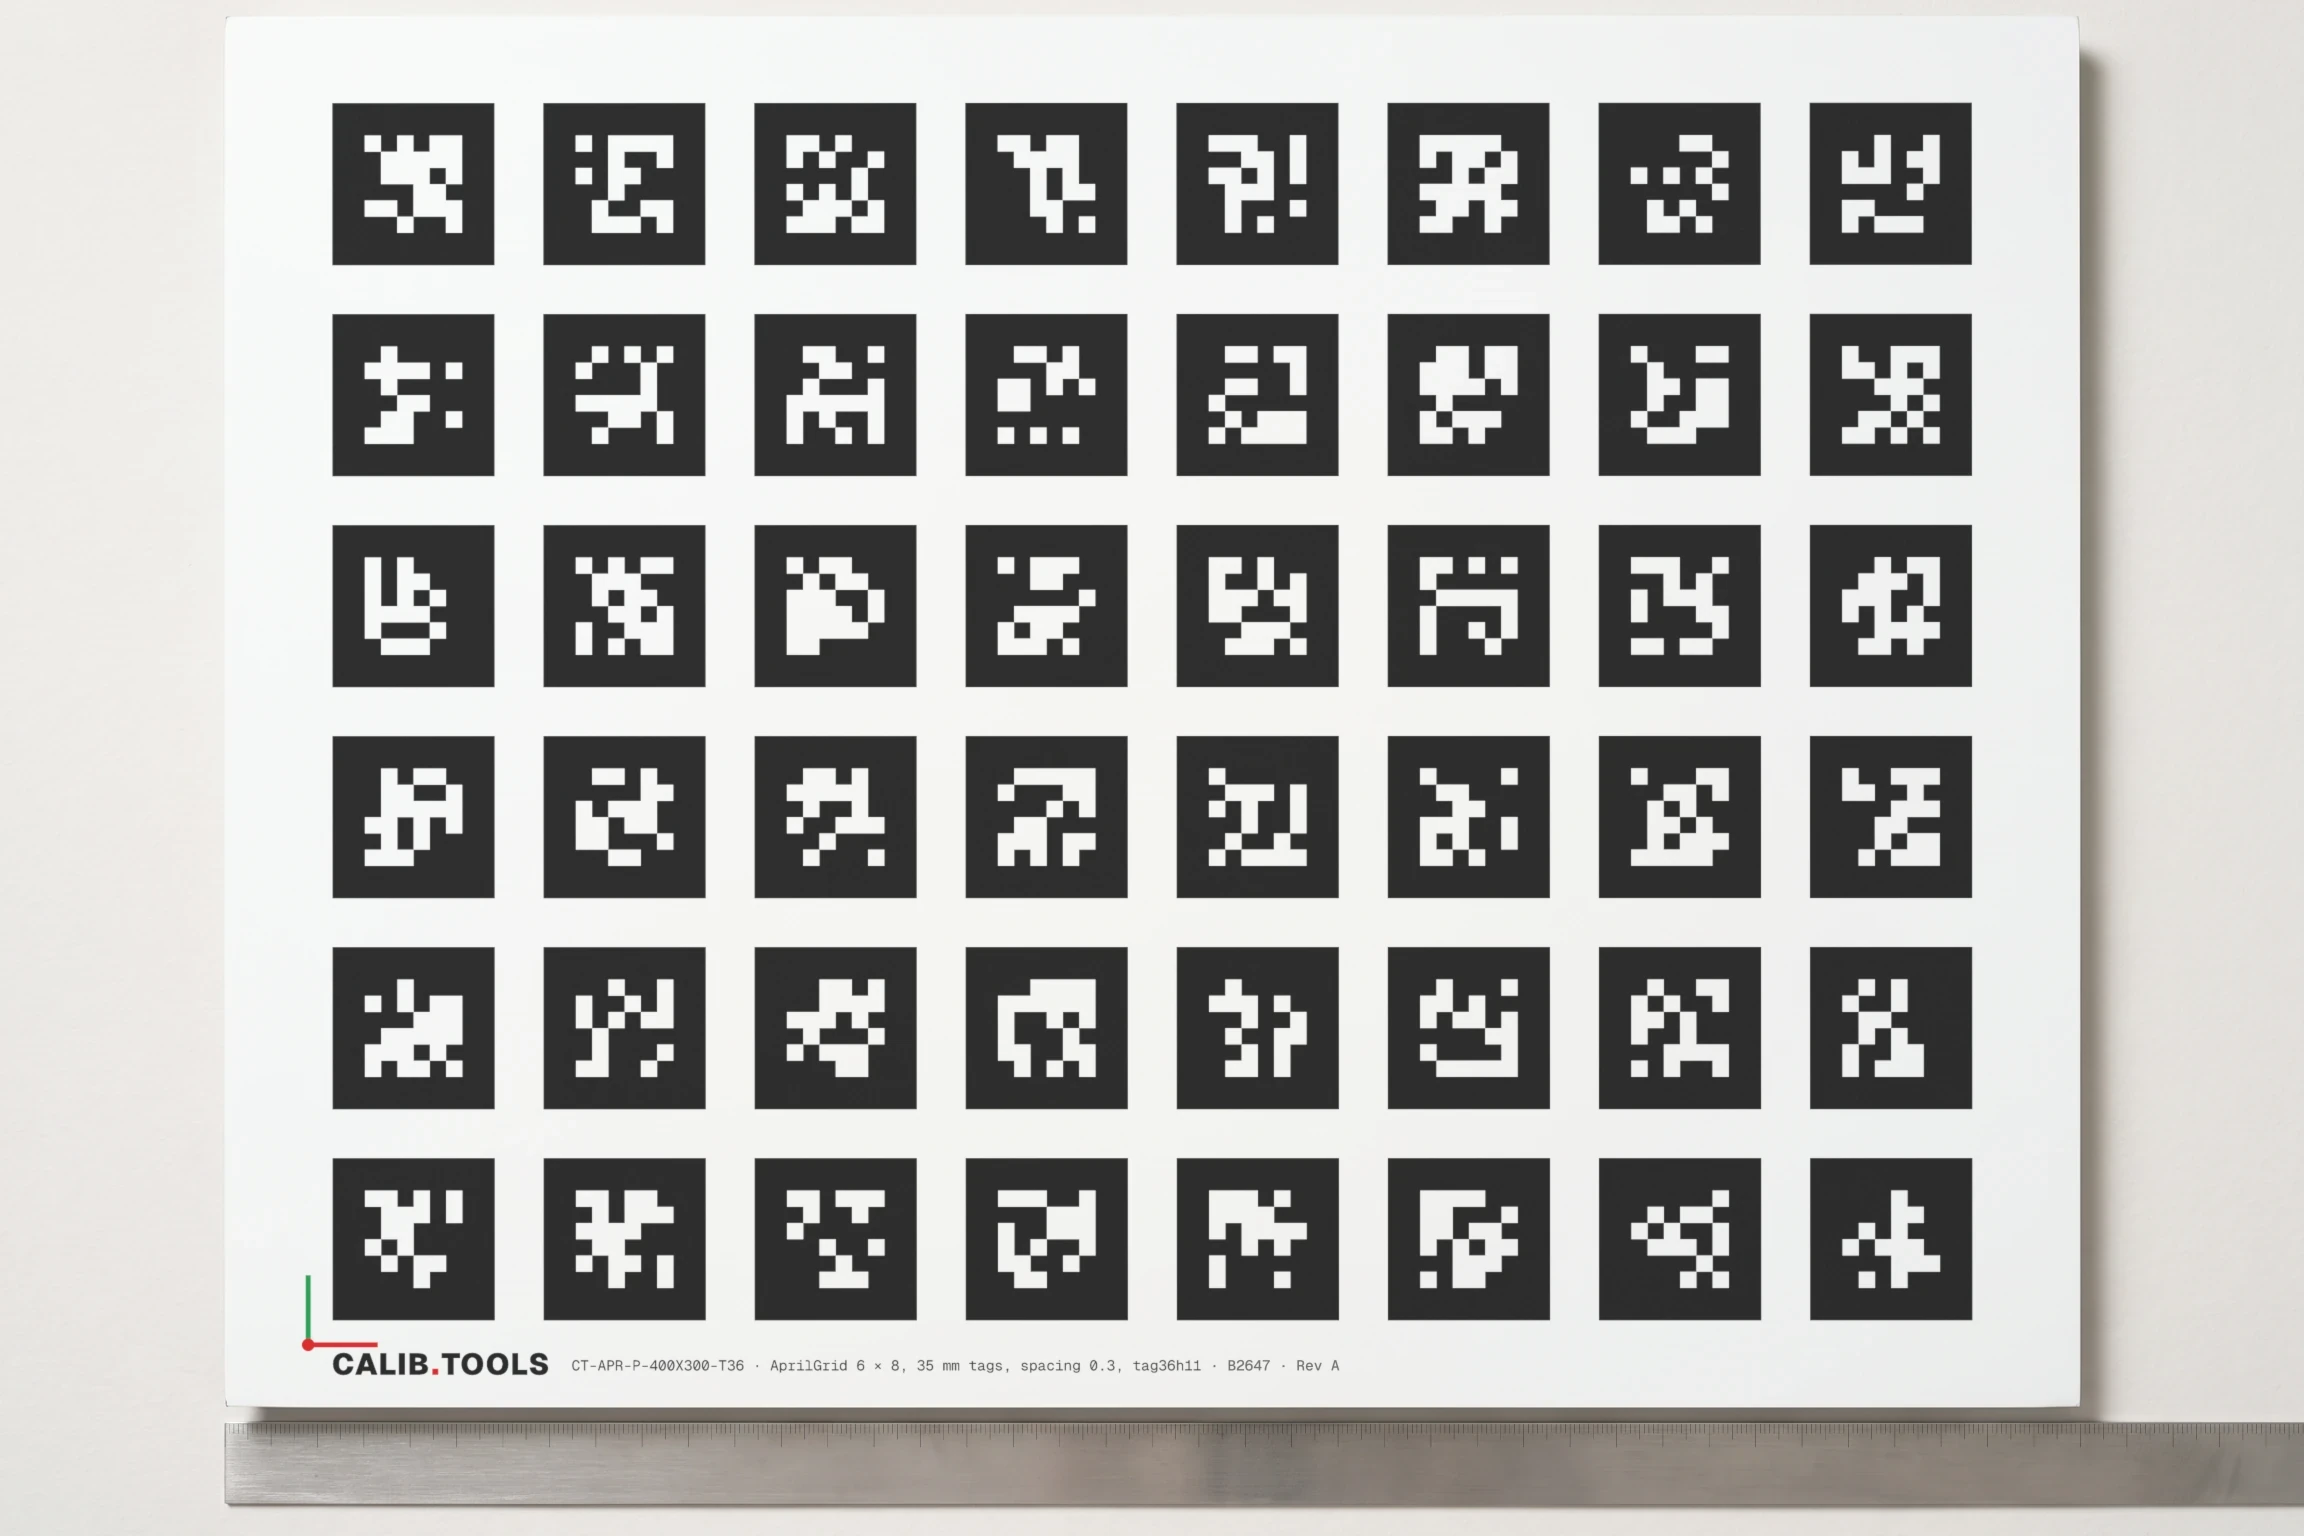 CALIB.TOOLS CT-APR-P-400X300-T36 · AprilGrid 6 × 8, 35 mm tags, spacing 0.3, tag36h11 · B2647 · Rev A